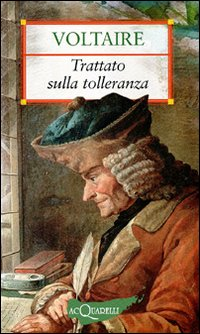 VOLTAIRE
Trattato
sulla tolleranza
ACQUARELLI